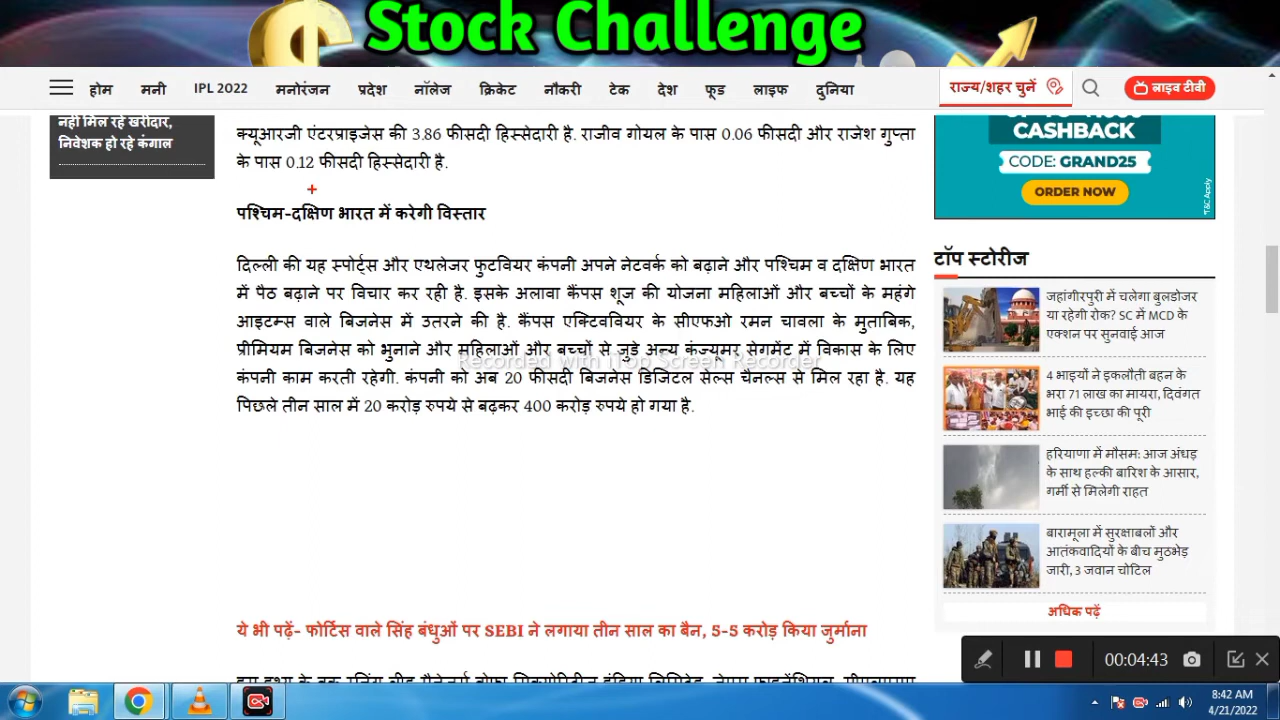 Stock Challenge
होम मनी IPL 2022 मनोरंजन प्रदेश नॉलेज क्रिकेट नौकरी टेक देश फूड लाइफ दुनिया राज्य/शहर चुनें लाइव टीवी
नहीं मिल रहे खरीदार,
निवेशक हो रहे कंगाल
क्यूआरजी एंटरप्राइजेस की 3.86 फीसदी हिस्सेदारी है. राजीव गोयल के पास 0.06 फीसदी और राजेश गुप्ता
के पास 0.12 फीसदी हिस्सेदारी है.
पश्चिम-दक्षिण भारत में करेगी विस्तार
दिल्ली की यह स्पोर्ट्स और एथलेजर फुटवियर कंपनी अपने नेटवर्क को बढ़ाने और पश्चिम व दक्षिण भारत
में पैठ बढ़ाने पर विचार कर रही है. इसके अलावा कैंपस शूज की योजना महिलाओं और बच्चों के महंगे
आइटम्स वाले बिजनेस में उतरने की है. कैंपस एक्टिववियर के सीएफओ रमन चावला के मुताबिक,
प्रीमियम बिजनेस को भुनाने और महिलाओं और बच्चों से जुडे अन्य कंज्यूमर सेगमेंट में विकास के लिए
कंपनी काम करती रहेगी. कंपनी को अब 20 फीसदी बिजनेस डिजिटल सेल्स चैनल्स से मिल रहा है. यह
पिछले तीन साल में 20 करोड़ रुपये से बढ़कर 400 करोड़ रुपये हो गया है.
Recorded with iTop Screen Recorder
ये भी पढ़ें- फोर्टिस वाले सिंह बंधुओं पर SEBI ने लगाया तीन साल का बैन, 5-5 करोड़ किया जुर्माना
CASHBACK
CODE: GRAND25
ORDER NOW
T&C Apply
टॉप स्टोरीज
जहांगीरपुरी में चलेगा बुलडोजर
या रहेगी रोक? SC में MCD के
एक्शन पर सुनवाई आज
4 भाइयों ने इकलौती बहन के
भरा 71 लाख का मायरा, दिवंगत
भाई की इच्छा की पूरी
हरियाणा में मौसम: आज अंधड़
के साथ हल्की बारिश के आसार,
गर्मी से मिलेगी राहत
बारामूला में सुरक्षाबलों और
आतंकवादियों के बीच मुठभेड़
जारी, 3 जवान चोटिल
अधिक पढ़ें
00:04:43
8:42 AM
4/21/2022